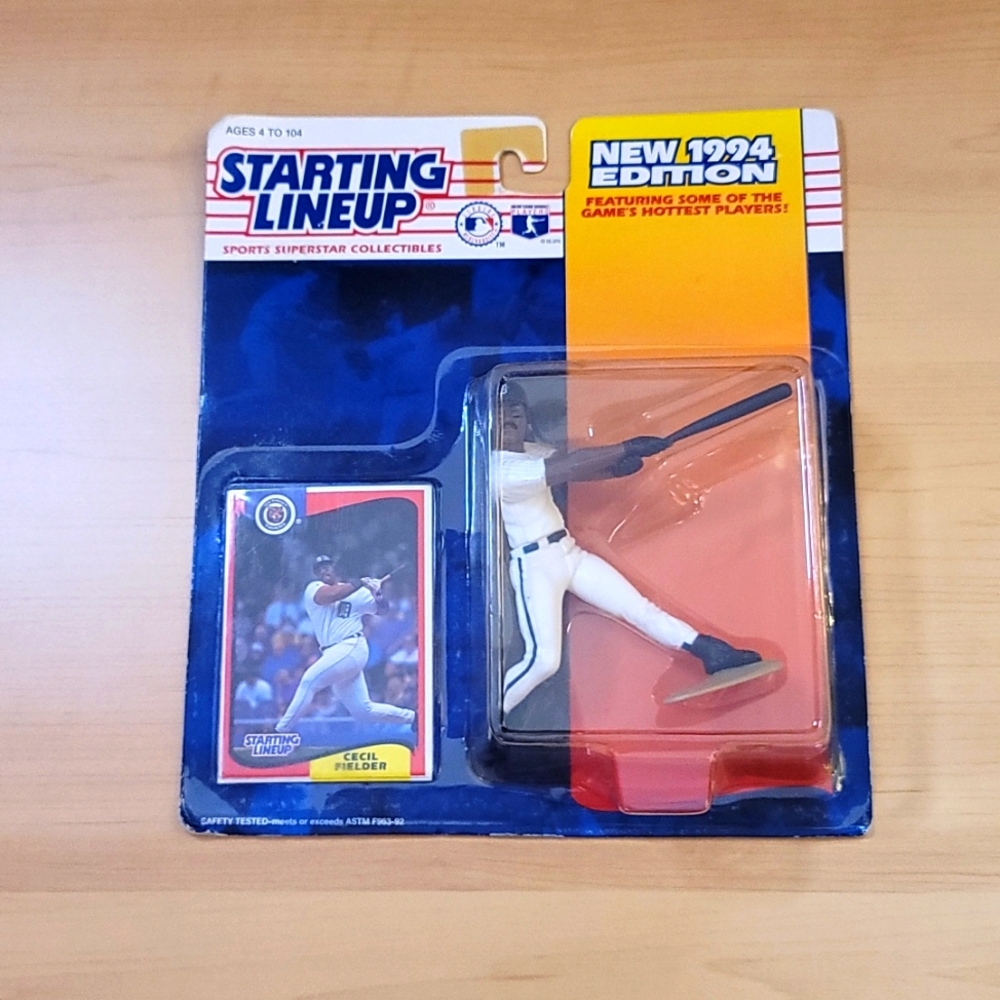 AGES 4 TO 104
STARTING
LINEUP®
SPORTS SUPERSTAR COLLECTIBLES
TM
NEW 1994
EDITION
FEATURING SOME OF THE
GAME'S HOTTEST PLAYERS!
STARTING
LINEUP
CECIL
FIELDER
SAFETY TESTED-meets or exceeds ASTM F963-92